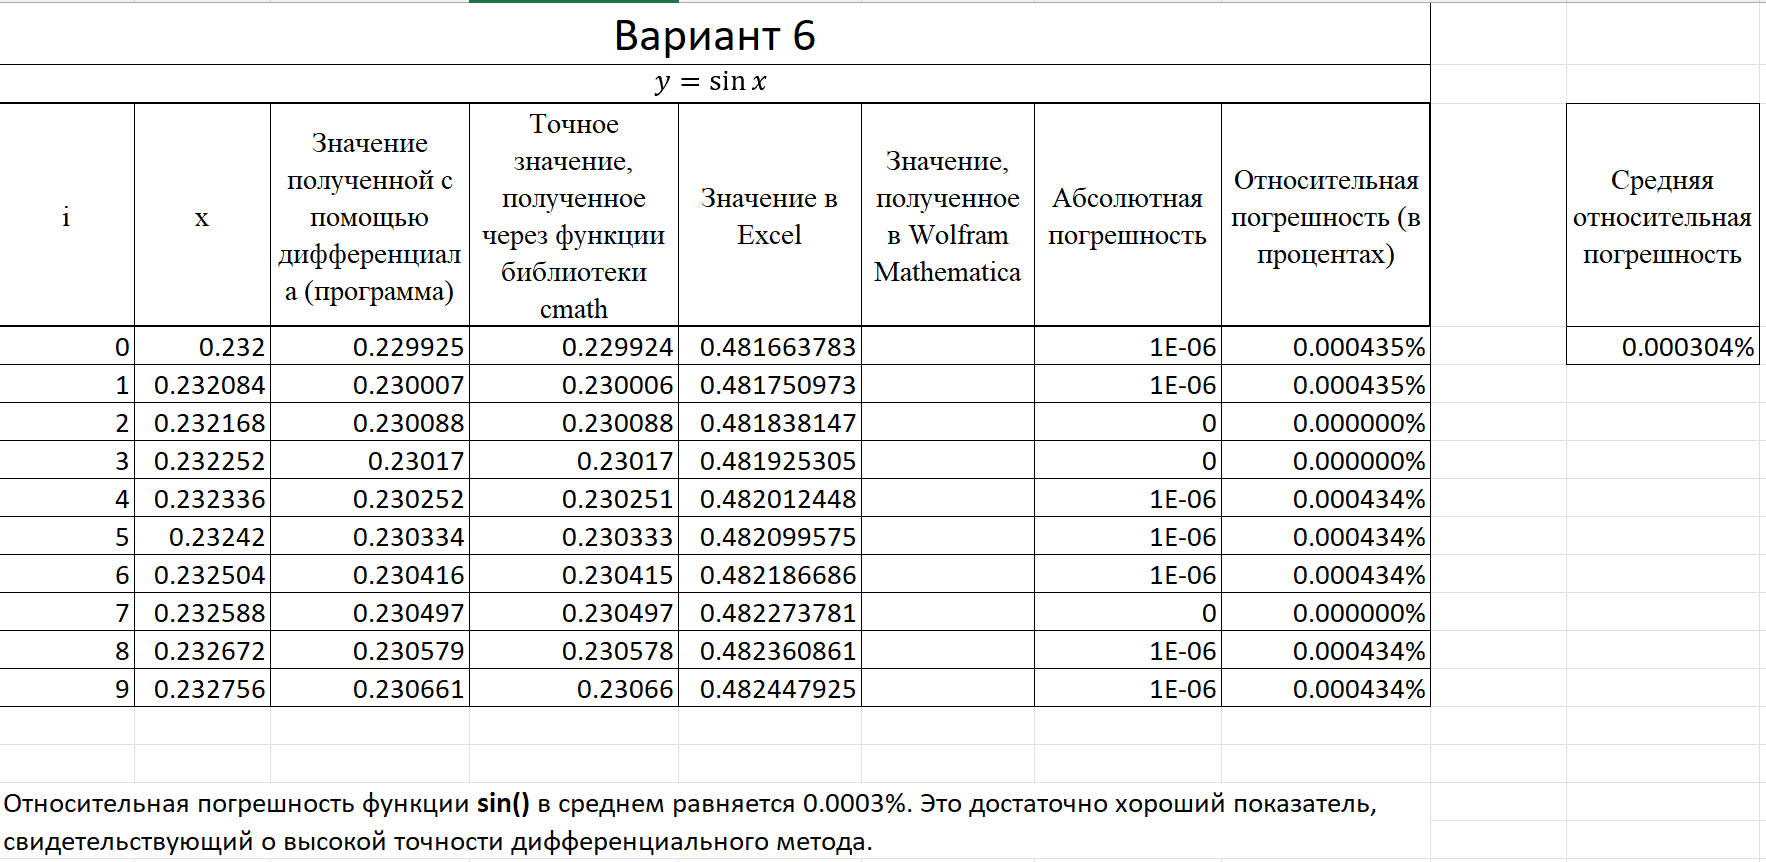 Вариант 6
y = sin x
i
x
Значение
полученной с
помощью
дифференциал
а (программа)
Точное
значение,
полученное
через функции
библиотеки
cmath
Значение в
Excel
Значение,
полученное
в Wolfram
Mathematica
Абсолютная
погрешность
Относительная
погрешность (в
процентах)
Средняя
относительная
погрешность
0 0.232 0.229925 0.229924 0.481663783 1E-06 0.000435% 0.000304%
1 0.232084 0.230007 0.230006 0.481750973 1E-06 0.000435%
2 0.232168 0.230088 0.230088 0.481838147 0 0.000000%
3 0.232252 0.23017 0.23017 0.481925305 0 0.000000%
4 0.232336 0.230252 0.230251 0.482012448 1E-06 0.000434%
5 0.23242 0.230334 0.230333 0.482099575 1E-06 0.000434%
6 0.232504 0.230416 0.230415 0.482186686 1E-06 0.000434%
7 0.232588 0.230497 0.230497 0.482273781 0 0.000000%
8 0.232672 0.230579 0.230578 0.482360861 1E-06 0.000434%
9 0.232756 0.230661 0.23066 0.482447925 1E-06 0.000434%
Относительная погрешность функции sin() в среднем равняется 0.0003%. Это достаточно хороший показатель,
свидетельствующий о высокой точности дифференциального метода.